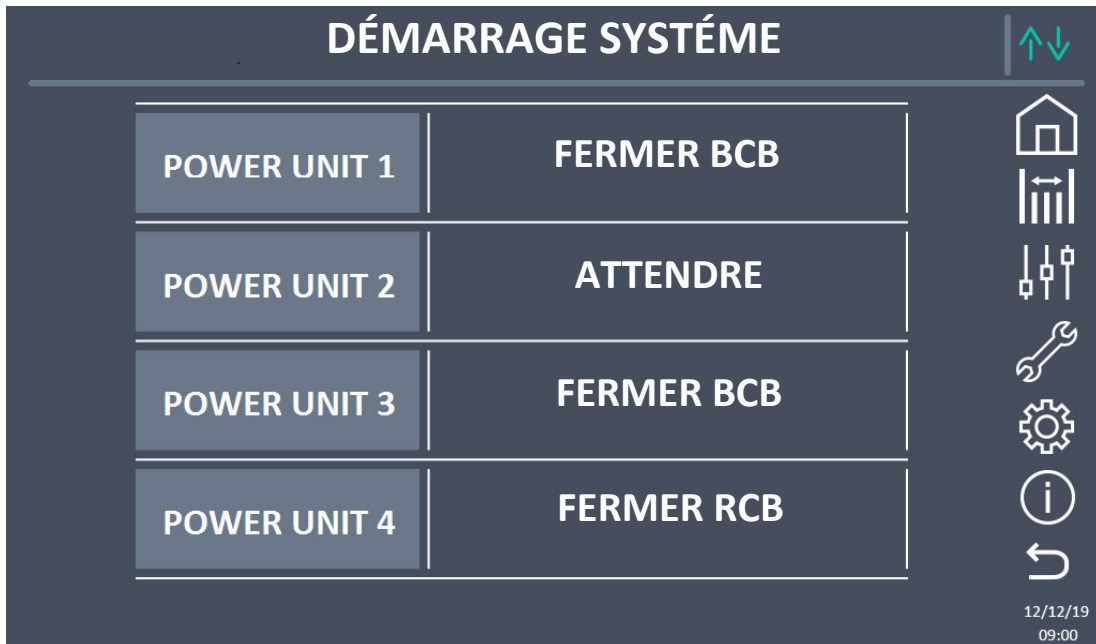 DÉMARRAGE SYSTÉME
POWER UNIT 1
FERMER BCB
POWER UNIT 2
ATTENDRE
POWER UNIT 3
FERMER BCB
POWER UNIT 4
FERMER RCB
12/12/19
09:00